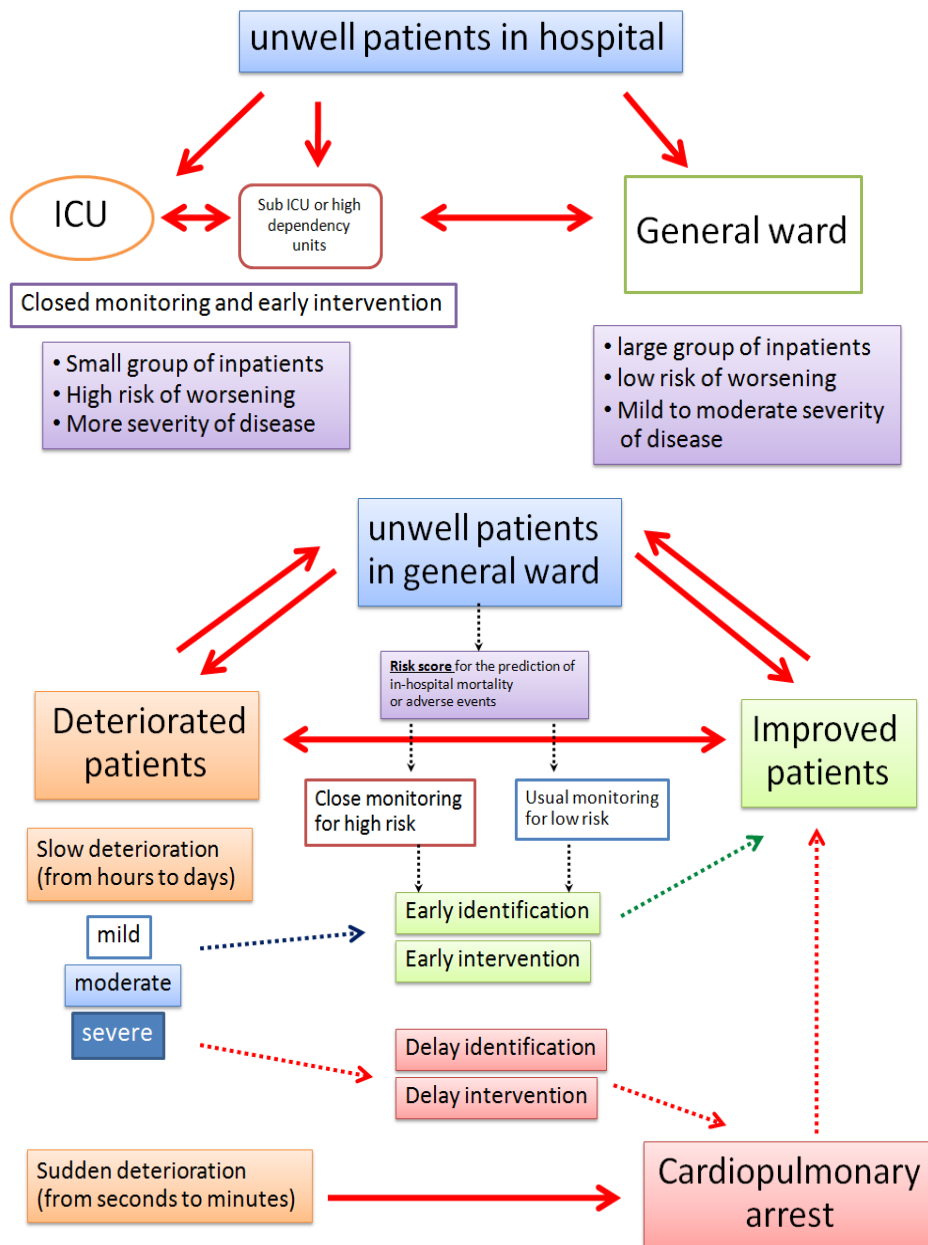 unwell patients in hospital
ICU
Sub ICU or high
dependency
units
General ward
Closed monitoring and early intervention
• Small group of inpatients
• High risk of worsening
• More severity of disease
• large group of inpatients
• low risk of worsening
• Mild to moderate severity
of disease
unwell patients
in general ward
Risk score for the prediction of
in-hospital mortality
or adverse events
Deteriorated
patients
Improved
patients
Close monitoring
for high risk
Usual monitoring
for low risk
Slow deterioration
(from hours to days)
mild
moderate
severe
Early identification
Early intervention
Delay identification
Delay intervention
Sudden deterioration
(from seconds to minutes)
Cardiopulmonary
arrest